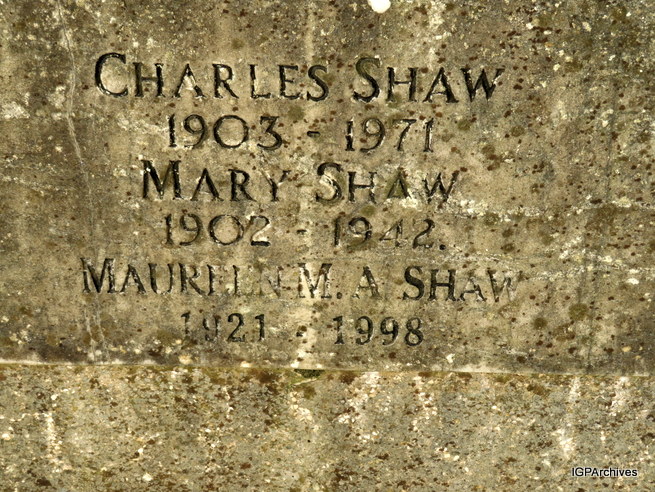 CHARLES SHAW
1903 - 1971
MARY SHAW
1902 - 1942.
MAUREEN M. A. SHAW
1921 - 1998
IGPArchives